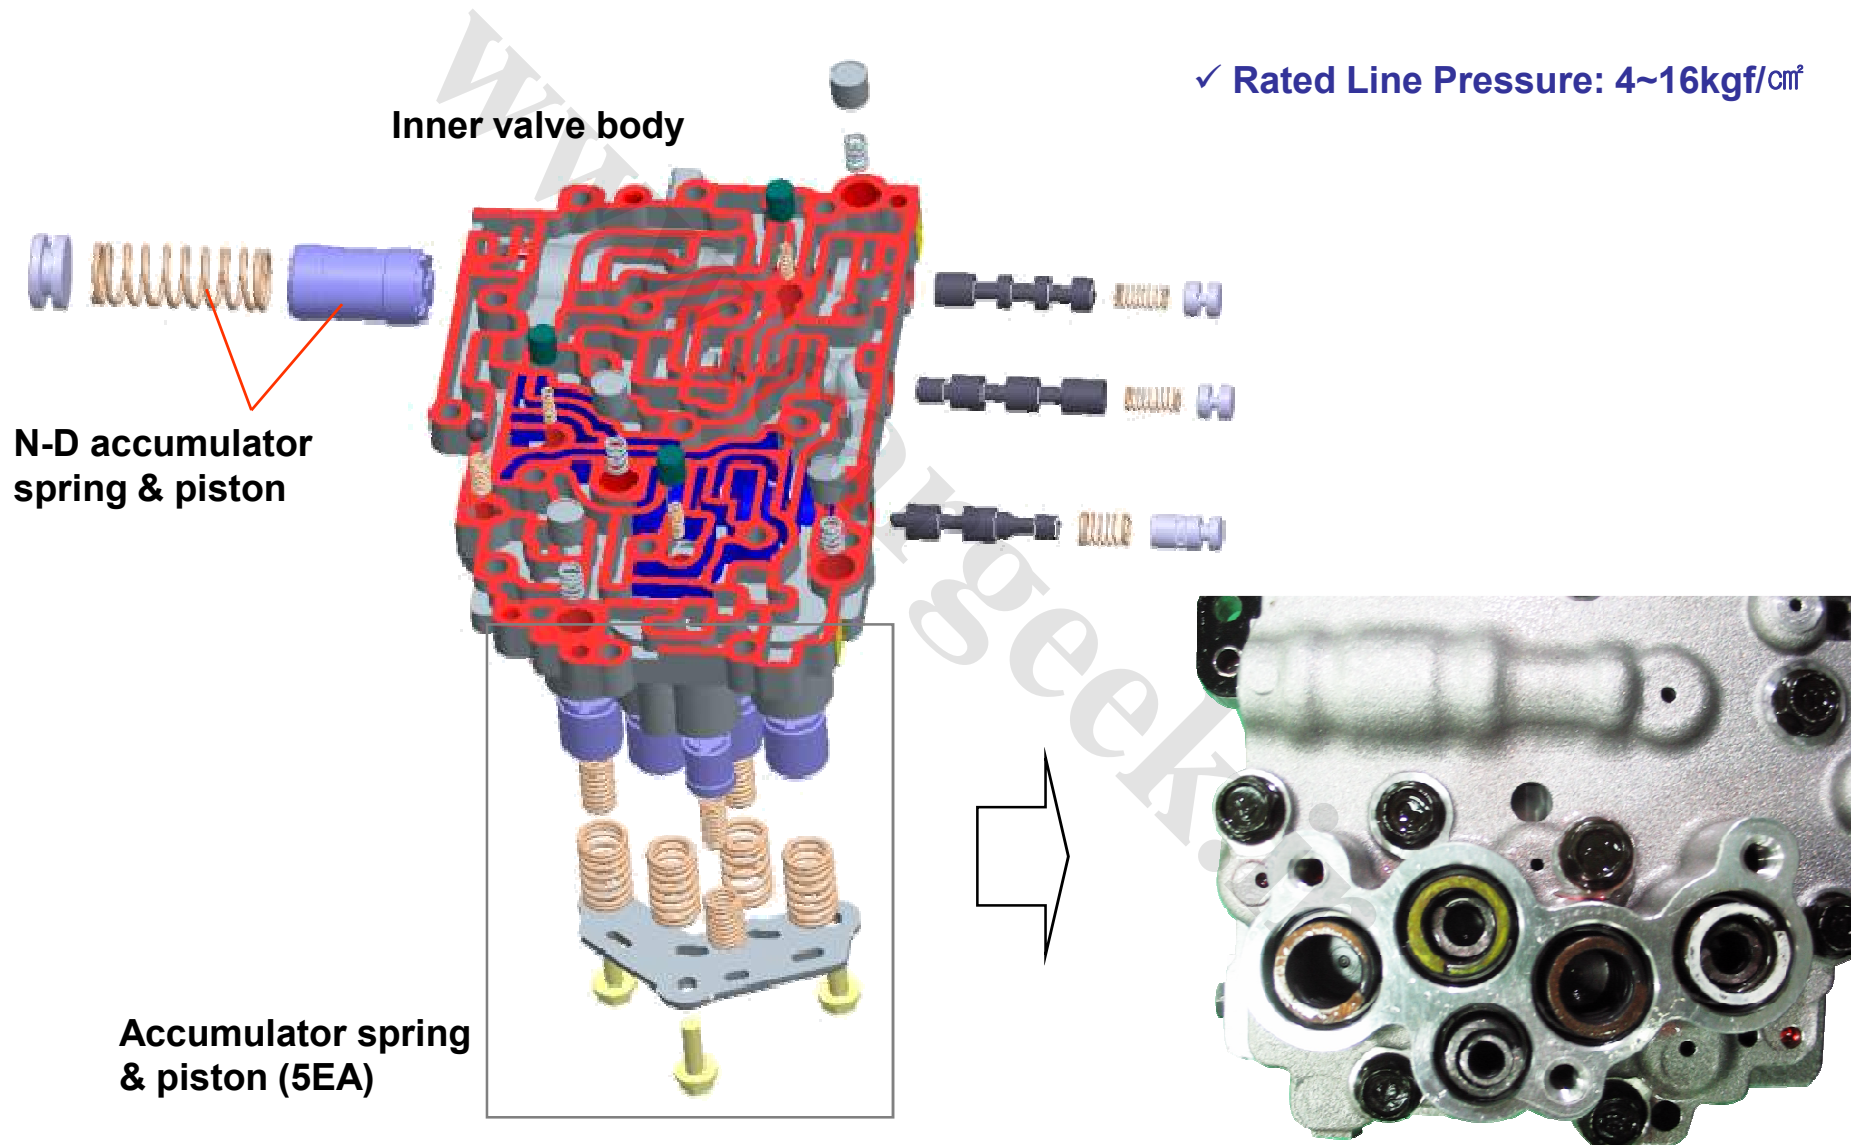 ✓ Rated Line Pressure: 4~16kgf/㎠
Inner valve body
N-D accumulator
spring & piston
Accumulator spring
& piston (5EA)